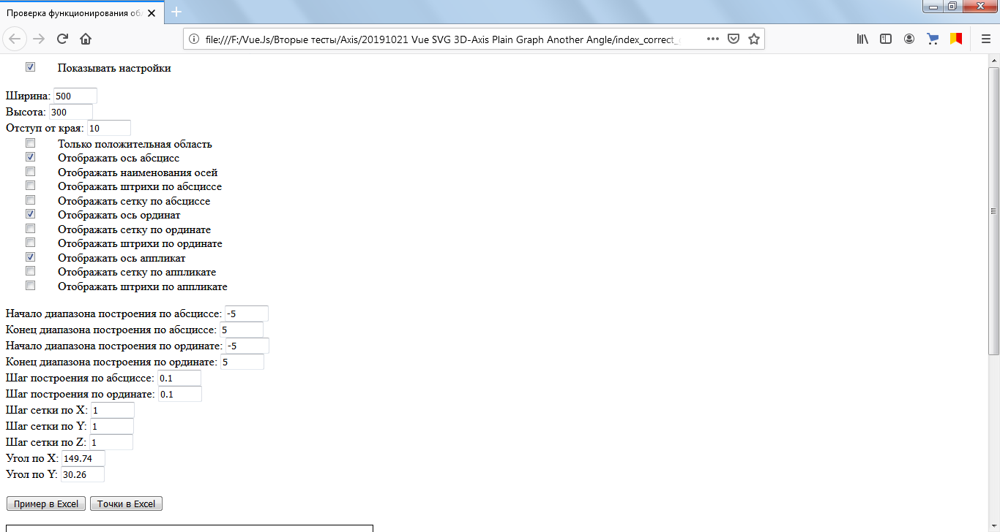 Проверка функционирования об
file:///F:/Vue.Js/Вторые тесты/Axis/20191021 Vue SVG 3D-Axis Plain Graph Another Angle/index_correct_
Показывать настройки
Ширина: 500
Высота: 300
Отступ от края: 10
Только положительная область
Отображать ось абсцисс
Отображать наименования осей
Отображать штрихи по абсциссе
Отображать сетку по абсциссе
Отображать ось ординат
Отображать сетку по ординате
Отображать штрихи по ординате
Отображать ось аппликат
Отображать сетку по аппликате
Отображать штрихи по аппликате
Начало диапазона построения по абсциссе: -5
Конец диапазона построения по абсциссе: 5
Начало диапазона построения по ординате: -5
Конец диапазона построения по ординате: 5
Шаг построения по абсциссе: 0.1
Шаг построения по ординате: 0.1
Шаг сетки по X: 1
Шаг сетки по Y: 1
Шаг сетки по Z: 1
Угол по X: 149.74
Угол по Y: 30.26
Пример в Excel Точки в Excel